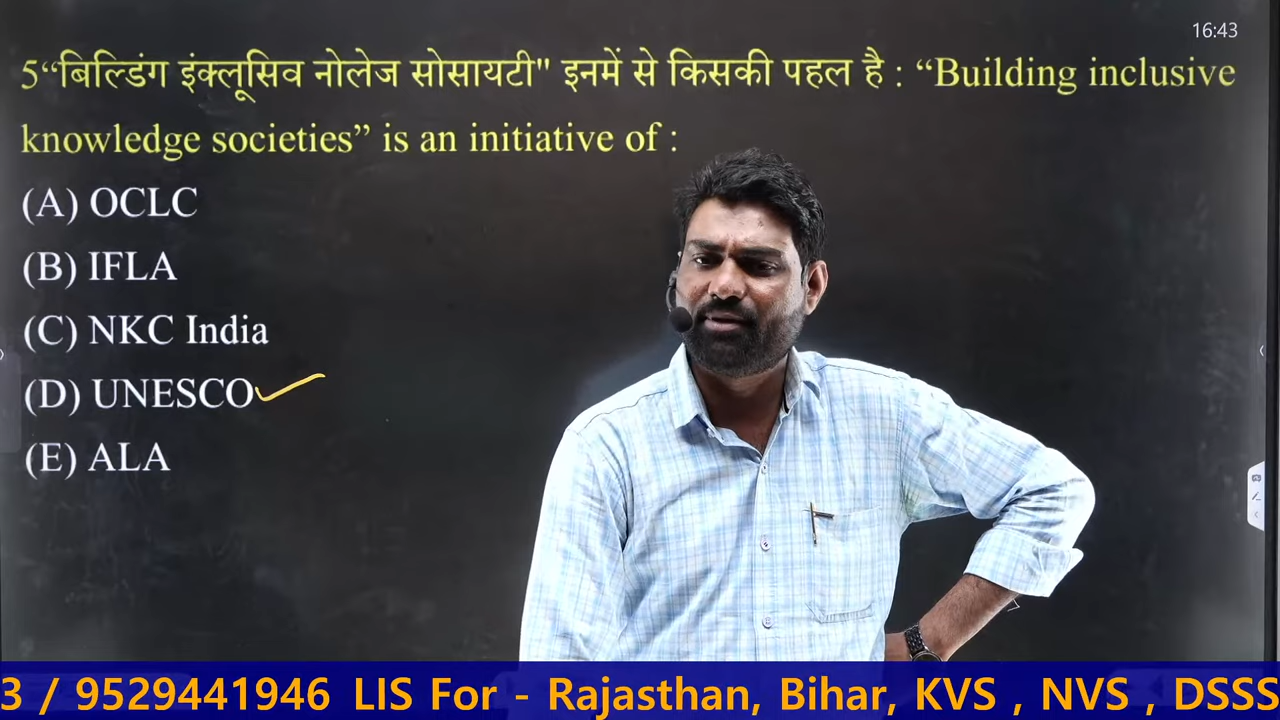 16:43
5“बिल्डिंग इंक्लूसिव नोलेज सोसायटी" इनमें से किसकी पहल है : “Building inclusive
knowledge societies” is an initiative of :
(A) OCLC
(B) IFLA
(C) NKC India
(D) UNESCO
(E) ALA
3 / 9529441946 LIS For - Rajasthan, Bihar, KVS , NVS , DSSS